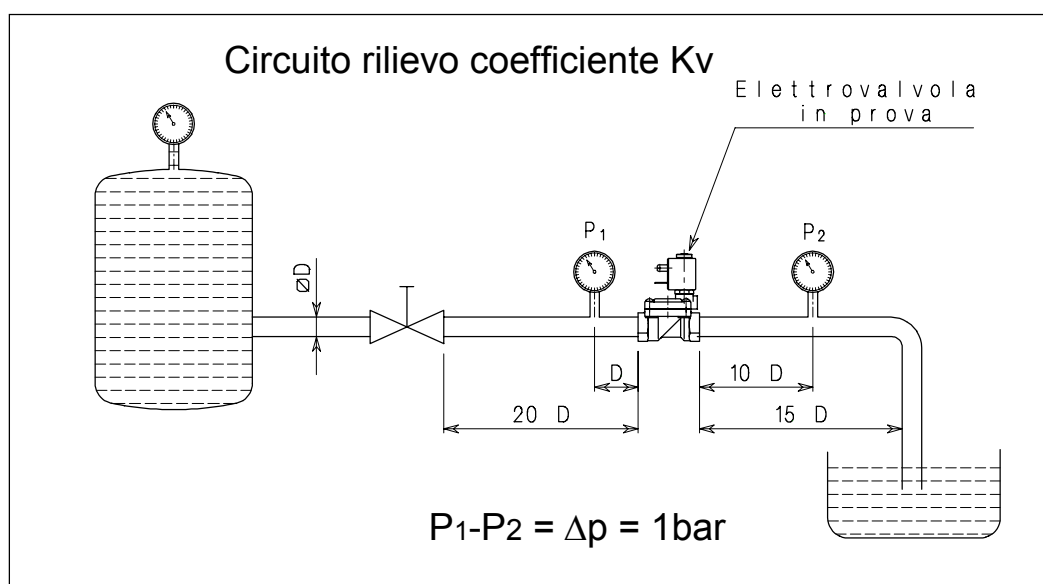 Circuito rilievo coefficiente Kv
Elettrovalvola
in prova
P1
P2
øD
D
10 D
20 D
15 D
P1-P2 = Δp = 1bar